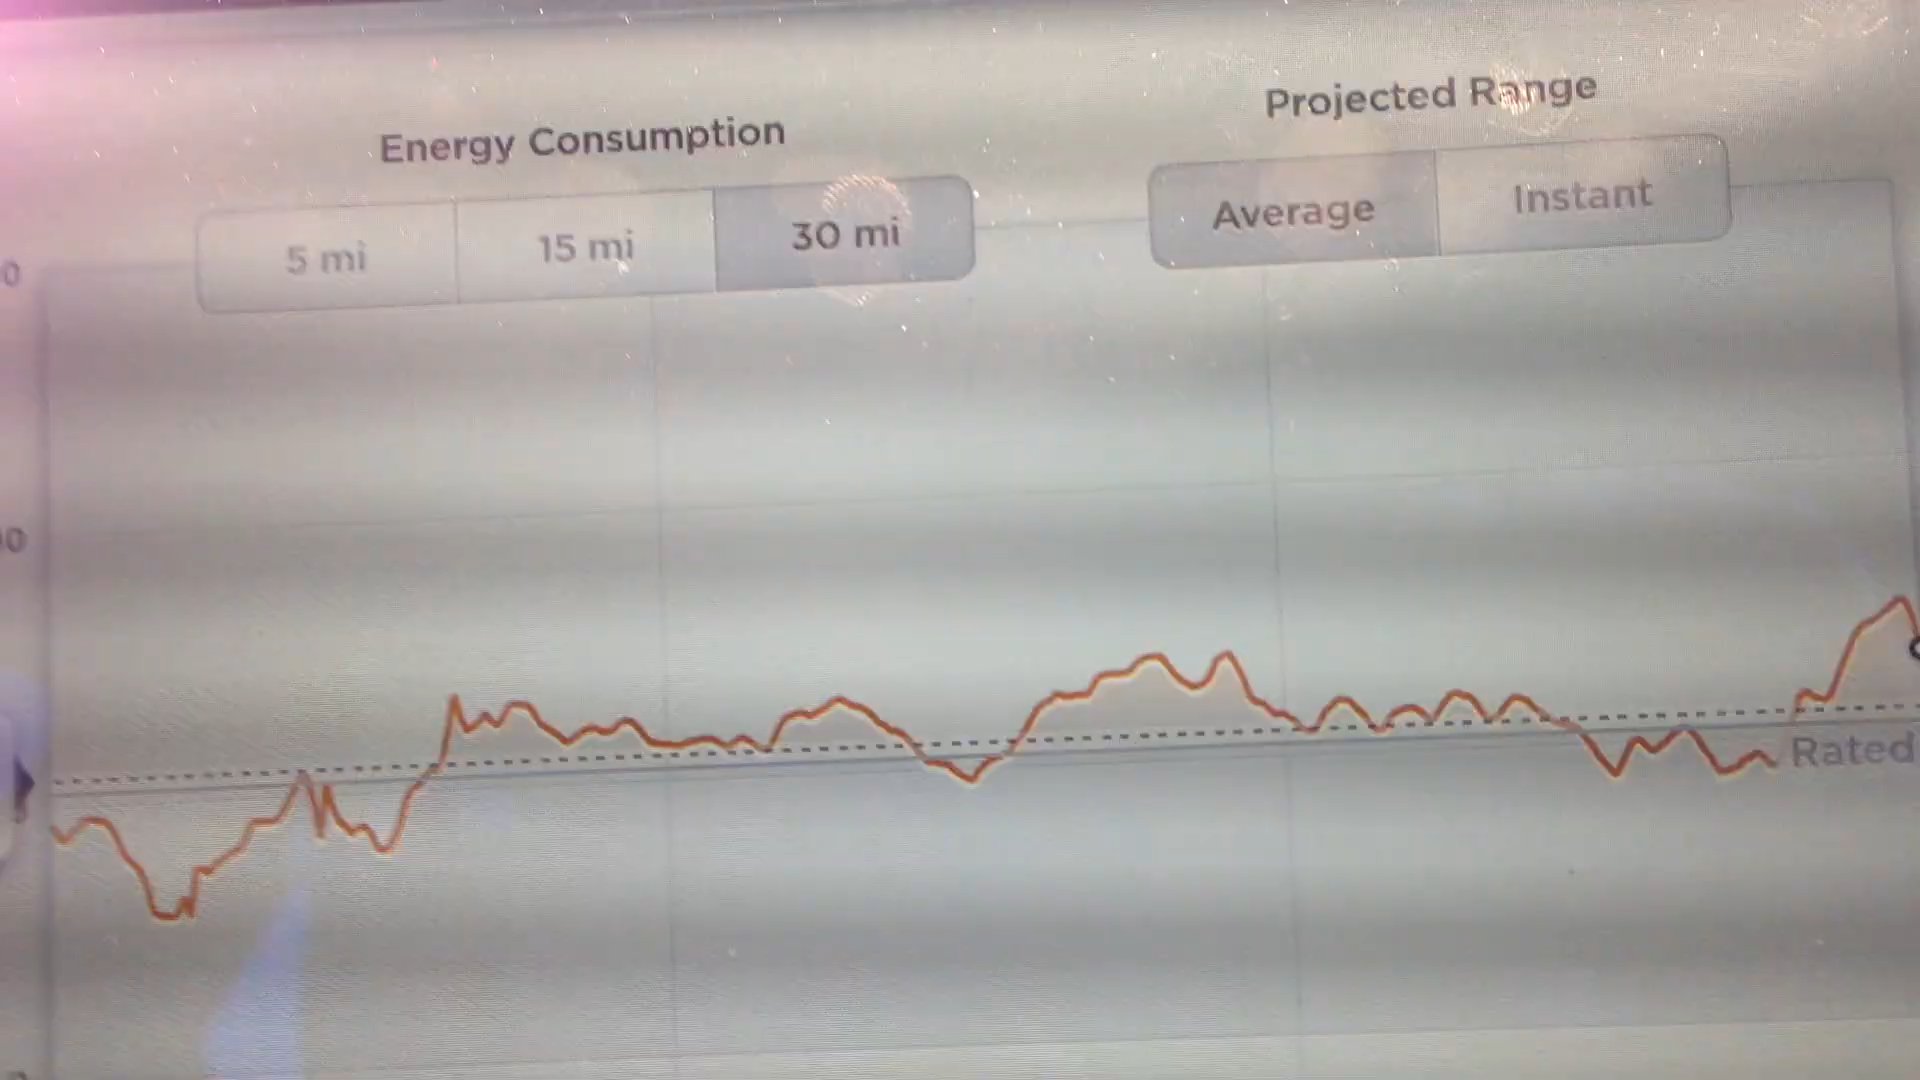 Energy Consumption
Projected Range
5 mi
15 mi
30 mi
Average
Instant
Rated